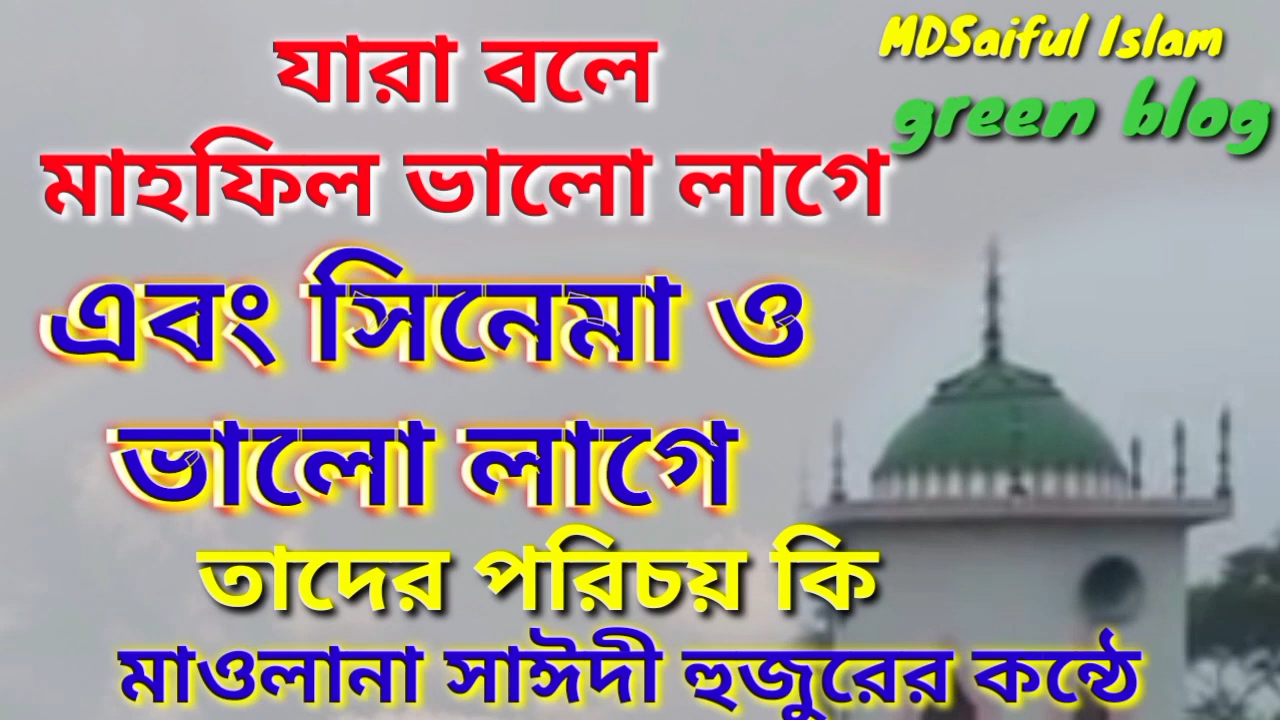 MDSaiful Islam
green blog
যারা বলে
মাহফিল ভালো লাগে
এবং সিনেমা ও
ভালো লাগে
তাদের পরিচয় কি
মাওলানা সাঈদী হুজুরের কন্ঠে